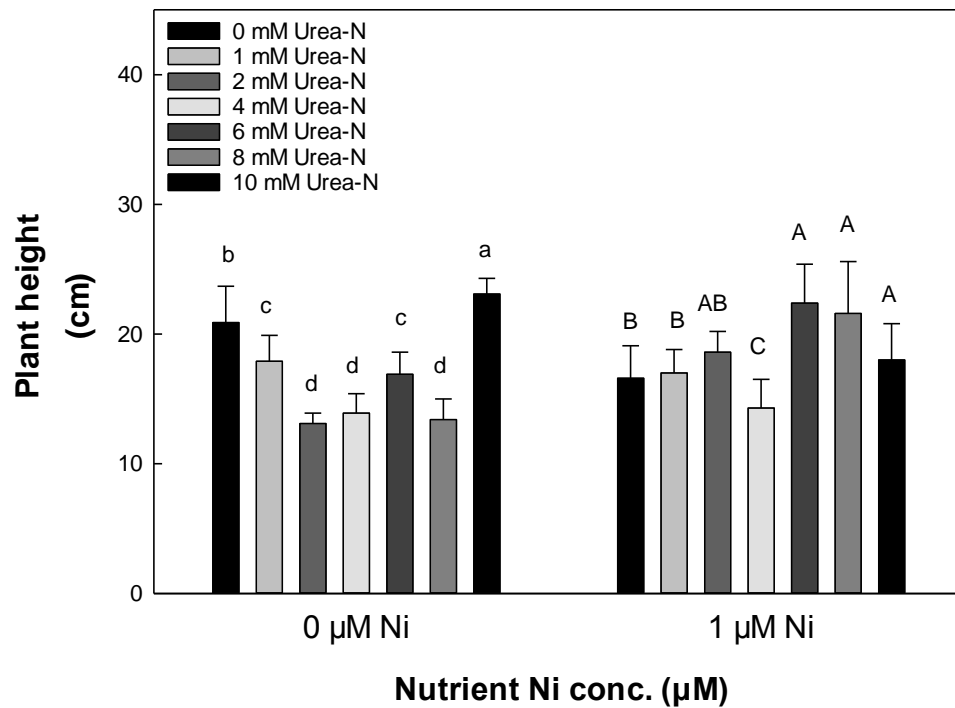 0 mM Urea-N
1 mM Urea-N
2 mM Urea-N
4 mM Urea-N
6 mM Urea-N
8 mM Urea-N
10 mM Urea-N
Plant height
(cm)
40
30
20
10
0
b
c
d
d
c
d
a
B
B
AB
C
A
A
A
0 µM Ni
1 µM Ni
Nutrient Ni conc. (µM)